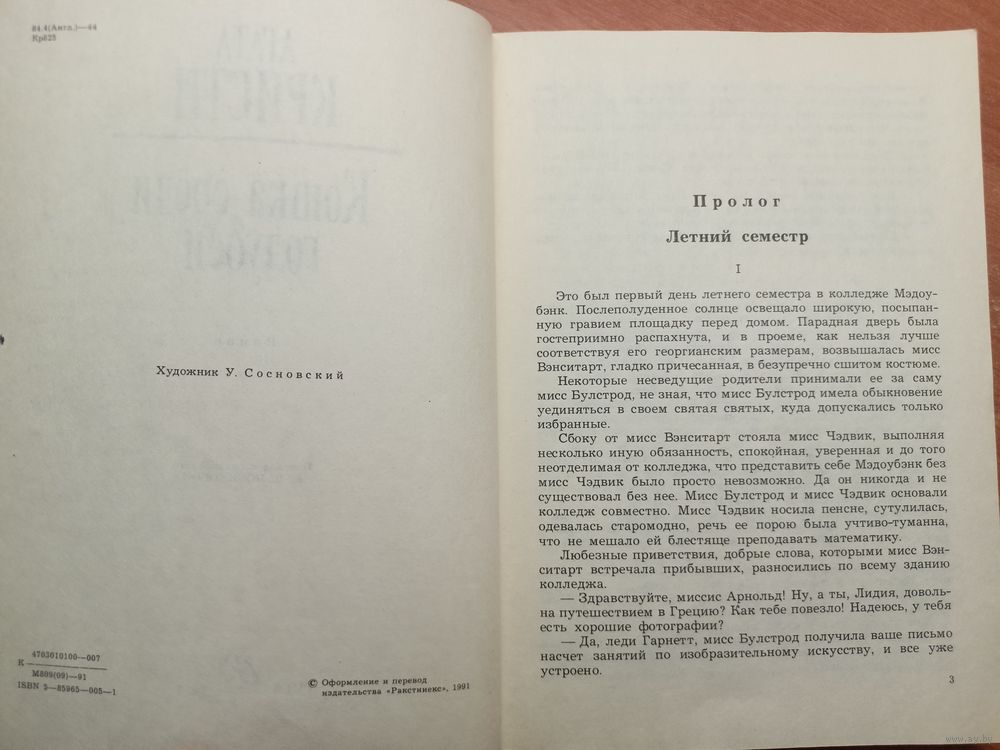 84.4(Англ.)—44
Кр825
Художник У. Сосновский
4703010100—007
К
М809(09)—91
ISBN 5—85965—005—1
© Оформление и перевод
издательства «Ракстниекс», 1991
Пролог
Летний семестр
I
Это был первый день летнего семестра в колледже Мэдоу-
бэнк. Послеполуденное солнце освещало широкую, посыпан-
ную гравием площадку перед домом. Парадная дверь была
гостеприимно распахнута, и в проеме, как нельзя лучше
соответствуя его георгианским размерам, возвышалась мисс
Вэнситарт, гладко причесанная, в безупречно сшитом костюме.
Некоторые несведущие родители принимали ее за саму
мисс Булстрод, не зная, что мисс Булстрод имела обыкновение
уединяться в своем святая святых, куда допускались только
избранные.
Сбоку от мисс Вэнситарт стояла мисс Чэдвик, выполняя
несколько иную обязанность, спокойная, уверенная и до того
неотделимая от колледжа, что представить себе Мэдоубэнк без
мисс Чэдвик было просто невозможно. Да он никогда и не
существовал без нее. Мисс Булстрод и мисс Чэдвик основали
колледж совместно. Мисс Чэдвик носила пенсне, сутулилась,
одевалась старомодно, речь ее порою была учтиво-туманна,
что не мешало ей блестяще преподавать математику.
Любезные приветствия, добрые слова, которыми мисс Вэн-
ситарт встречала прибывших, разносились по всему зданию
колледжа.
— Здравствуйте, миссис Арнольд! Ну, а ты, Лидия, доволь-
на путешествием в Грецию? Как тебе повезло! Надеюсь, у тебя
есть хорошие фотографии?
— Да, леди Гарнетт, мисс Булстрод получила ваше письмо
насчет занятий по изобразительному искусству, и все уже
устроено.
3
www.ay.by